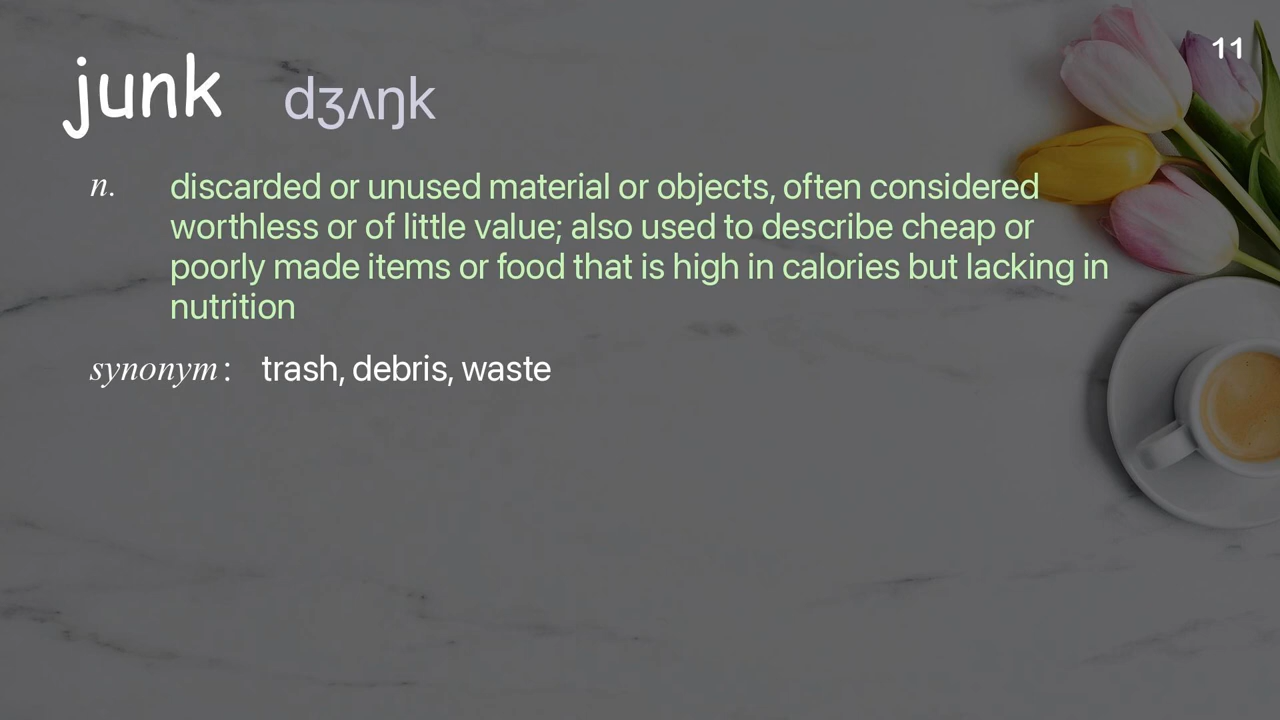 11
junk dʒʌŋk
n. discarded or unused material or objects, often considered
worthless or of little value; also used to describe cheap or
poorly made items or food that is high in calories but lacking in
nutrition
synonym: trash, debris, waste